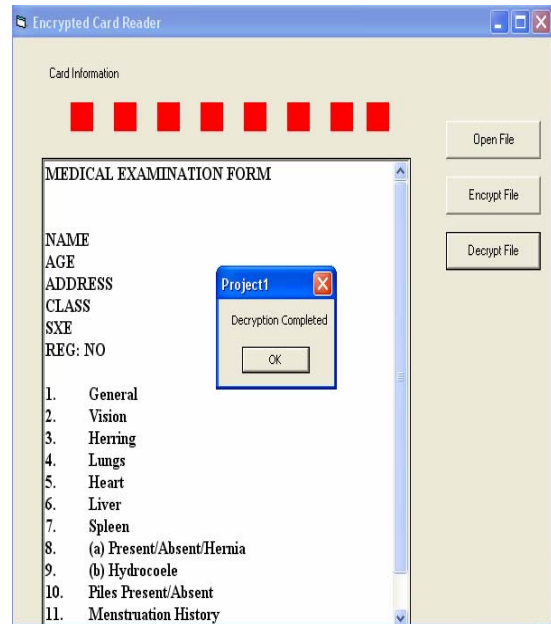 Encrypted Card Reader
Card Information
Open File
Encrypt File
Decrypt File
MEDICAL EXAMINATION FORM
NAME
AGE
ADDRESS
CLASS
SXE
REG: NO
1. General
2. Vision
3. Herring
4. Lungs
5. Heart
6. Liver
7. Spleen
8. (a) Present/Absent/Hernia
9. (b) Hydrocoele
10. Piles Present/Absent
11. Menstruation History
Project1
Decryption Completed
OK